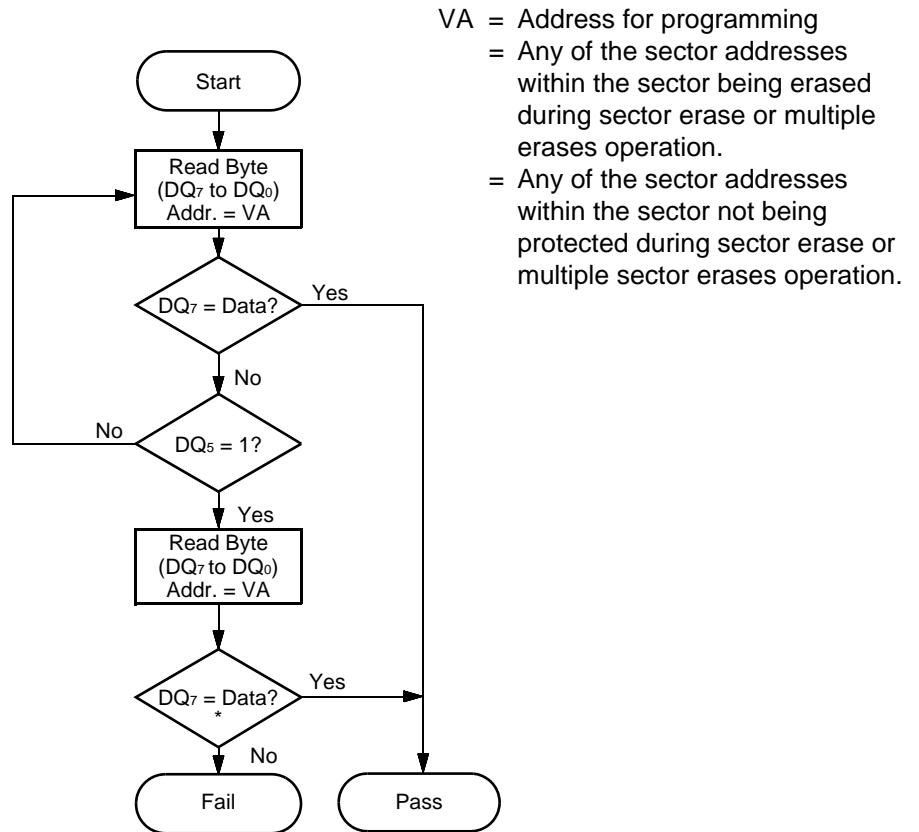 VA = Address for programming
= Any of the sector addresses
within the sector being erased
during sector erase or multiple
erases operation.
= Any of the sector addresses
within the sector not being
protected during sector erase or
multiple sector erases operation.
Start
Read Byte
(DQ7 to DQ0)
Addr. = VA
DQ7 = Data?
Yes
No
DQ5 = 1?
No
Yes
Read Byte
(DQ7 to DQ0)
Addr. = VA
DQ7 = Data?
*
Yes
No
Fail
Pass